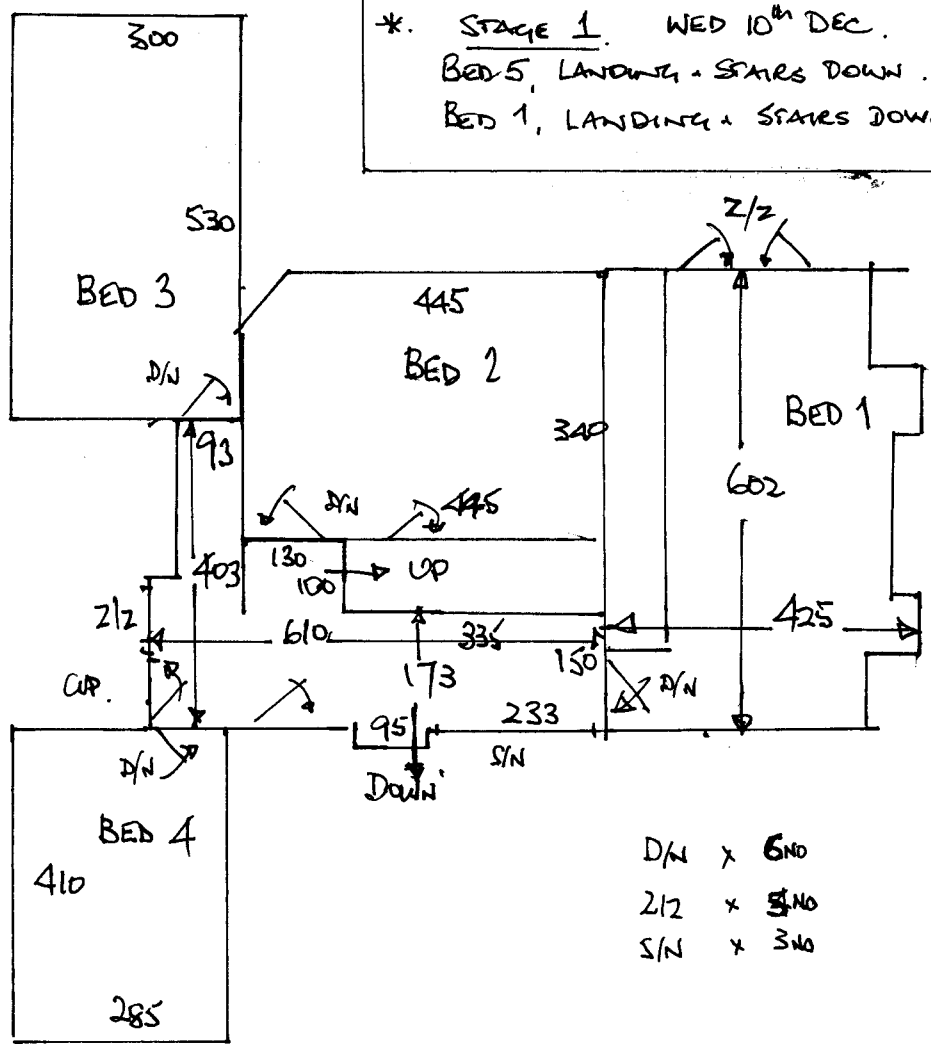 *. STAGE 1. WED 10th DEC.
BED 5, LANDING + STAIRS DOWN.
BED 1, LANDING + STAIRS DOW
300
530
BED 3
D/N
Z/Z
445
BED 2
340
BED 1
602
93
D/N
445
130
100
UP
403
Z/Z
610
335
150
425
173
CUP.
D/N
95
233
S/N
DOWN
D/N
BED 4
410
285
D/N x 6NO
Z/Z x NO
S/N x 3NO